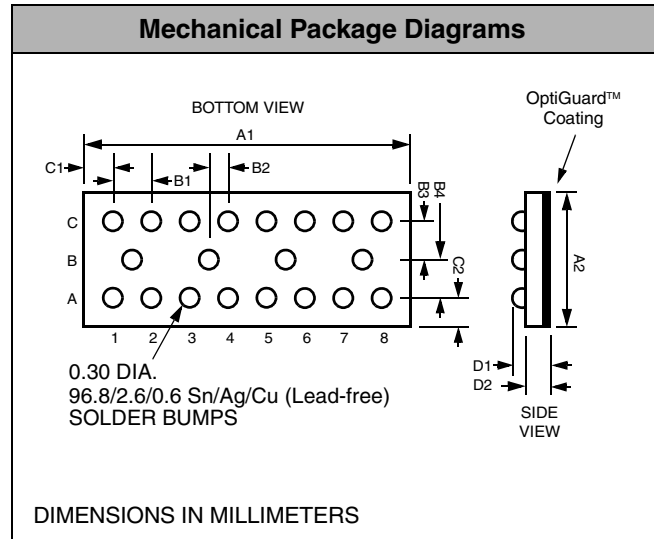 Mechanical Package Diagrams
BOTTOM VIEW
OptiGuard™
Coating
A1
C1
B1
B2
B3
B4
C
B
A
C2
A2
1 2 3 4 5 6 7 8
0.30 DIA.
96.8/2.6/0.6 Sn/Ag/Cu (Lead-free)
SOLDER BUMPS
D1
D2
SIDE
VIEW
DIMENSIONS IN MILLIMETERS